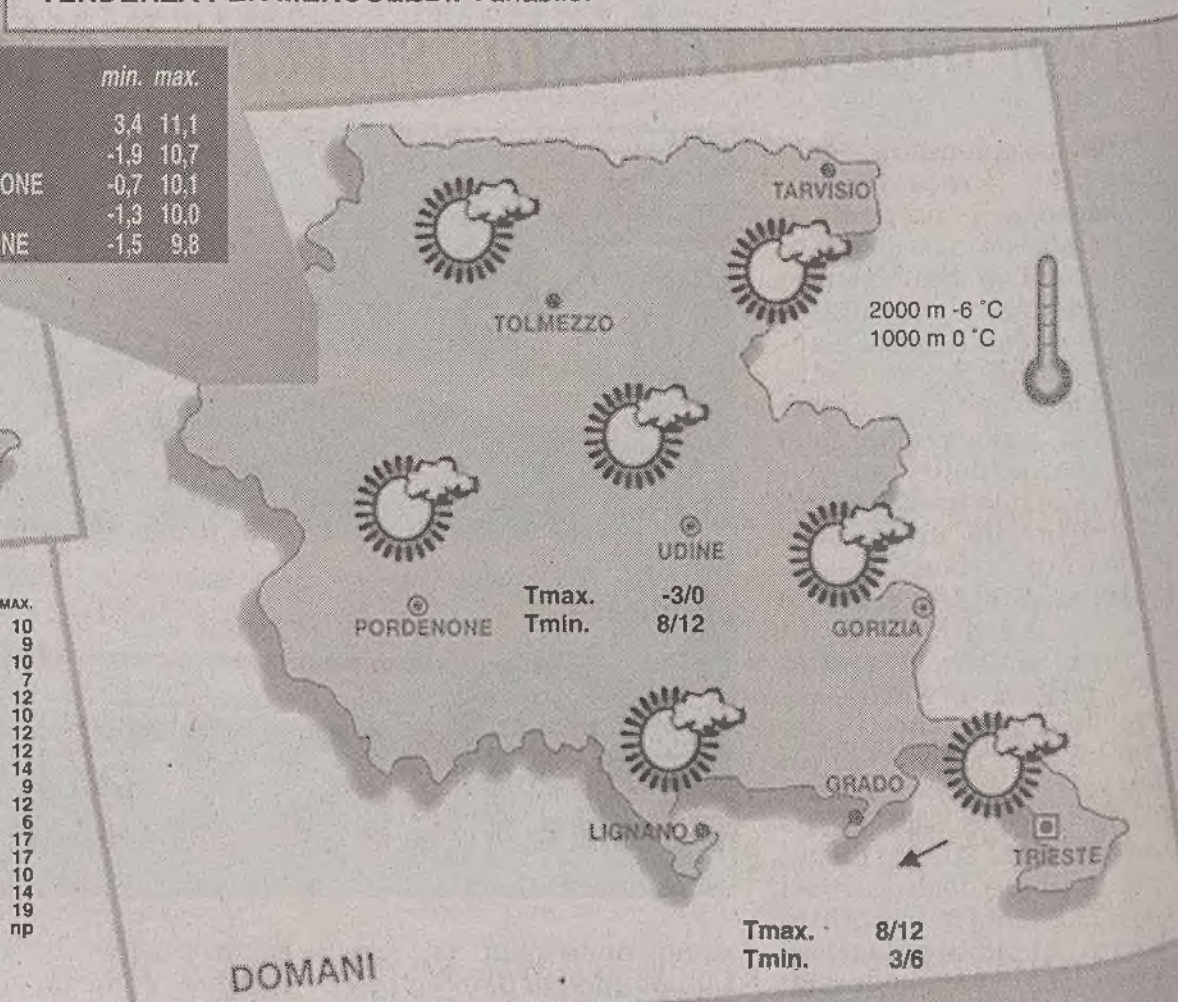 min. max.
3,4 11,1
-1,9 10,7
ONE -0,7 10,1
-1,3 10,0
NE -1,5 9,8
TARVISIO
TOLMEZZO
2000 m -6 °C
1000 m 0 °C
UDINE
PORDENONE
Tmax. -3/0
Tmin. 8/12
GORIZIA
MAX.
10
9
10
7
12
10
12
12
14
9
12
6
17
17
10
14
19
np
GRADO
LIGNANO
TRIESTE
Tmax. 8/12
Tmin. 3/6
DOMANI